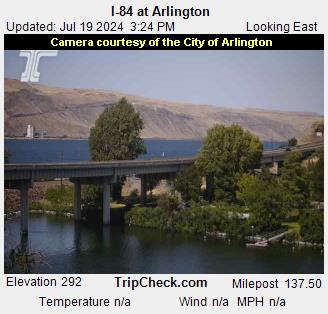 I-84 at Arlington
Updated: Jul 19 2024 3:24 PM Looking East
Camera courtesy of the City of Arlington
Elevation 292 TripCheck.com Milepost 137.50
Temperature n/a Wind n/a MPH n/a